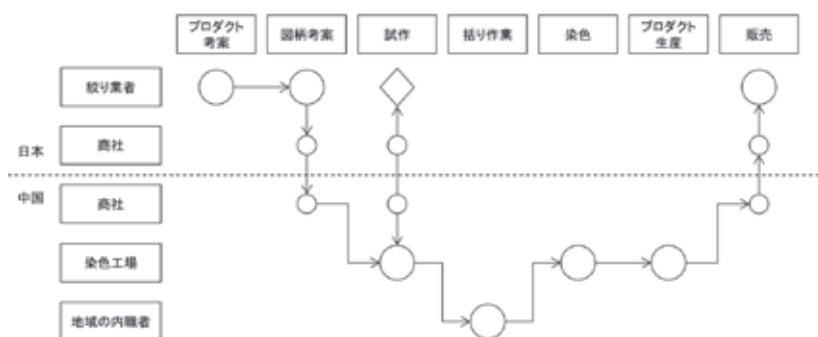 プロダクト
考案
図柄考案
試作
括り作業
染色
プロダクト
生産
販売
絞り業者
日本
商社
中国
商社
染色工場
地域の内職者